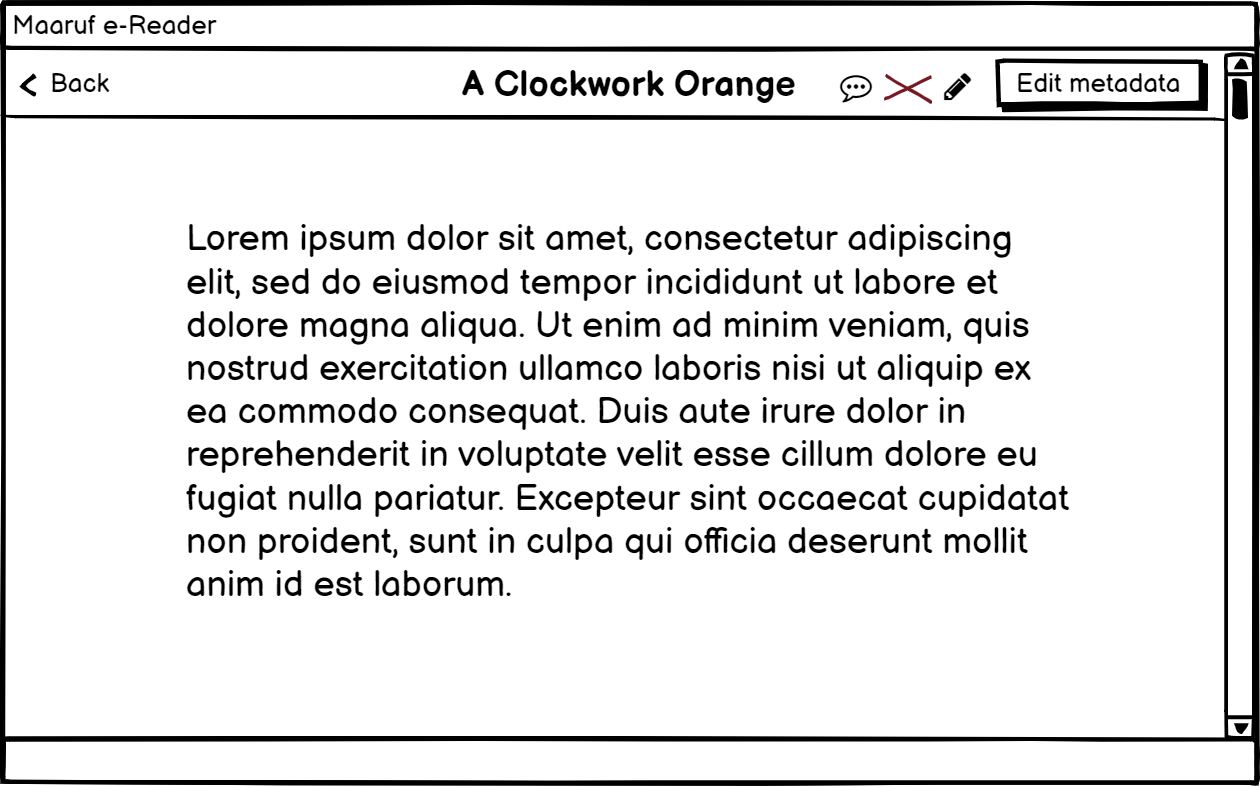 Maaruf e-Reader
Back
A Clockwork Orange
Edit metadata
Lorem ipsum dolor sit amet, consectetur adipiscing
elit, sed do eiusmod tempor incididunt ut labore et
dolore magna aliqua. Ut enim ad minim veniam, quis
nostrud exercitation ullamco laboris nisi ut aliquip ex
ea commodo consequat. Duis aute irure dolor in
reprehenderit in voluptate velit esse cillum dolore eu
fugiat nulla pariatur. Excepteur sint occaecat cupidatat
non proident, sunt in culpa qui officia deserunt mollit
anim id est laborum.